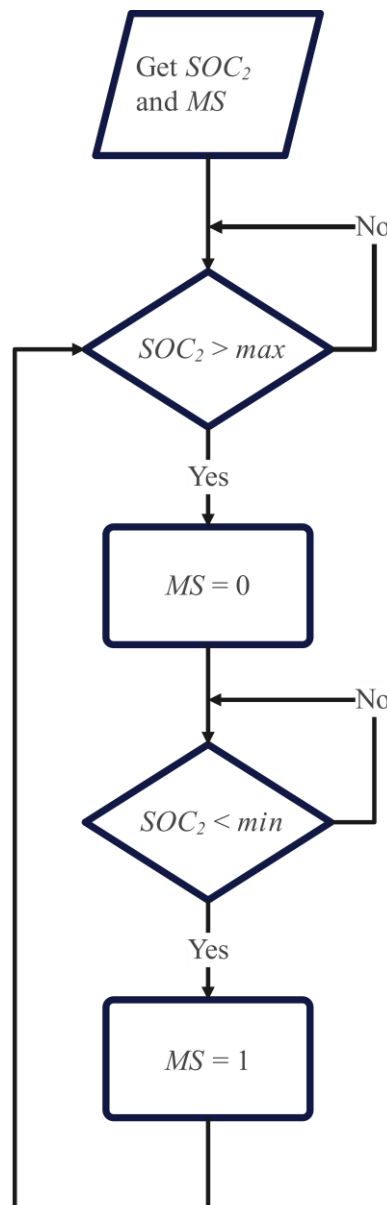 Get SOC₂
and MS
No
SOC₂ > max
Yes
MS = 0
No
SOC₂ < min
Yes
MS = 1